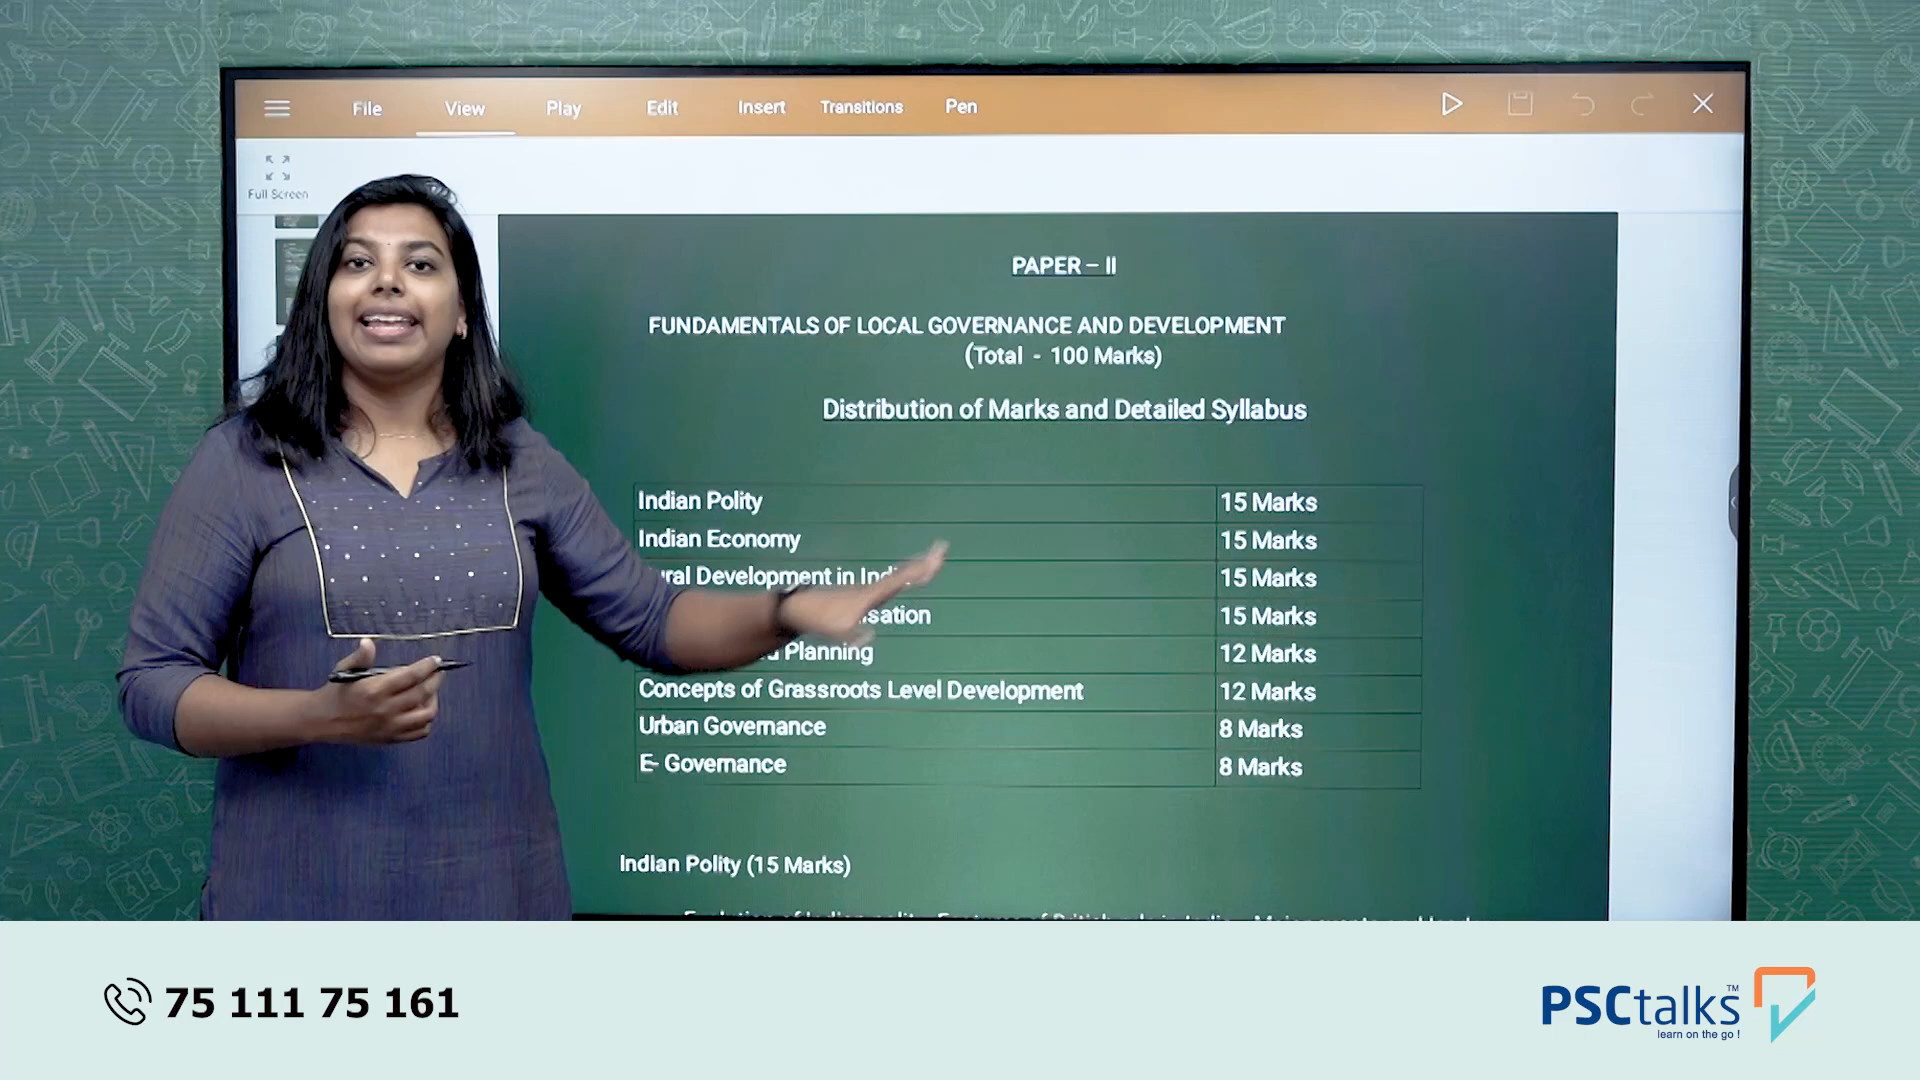 File View Play Edit Insert Transitions Pen
Full Screen
PAPER – II
FUNDAMENTALS OF LOCAL GOVERNANCE AND DEVELOPMENT
(Total - 100 Marks)
Distribution of Marks and Detailed Syllabus
Indian Polity 15 Marks
Indian Economy 15 Marks
Development in 15 Marks
15 Marks
Planning 12 Marks
Concepts of Grassroots Level Development 12 Marks
Urban Governance 8 Marks
E- Governance 8 Marks
Indian Polity (15 Marks)
75 111 75 161
PSCtalks™
learn on the go !